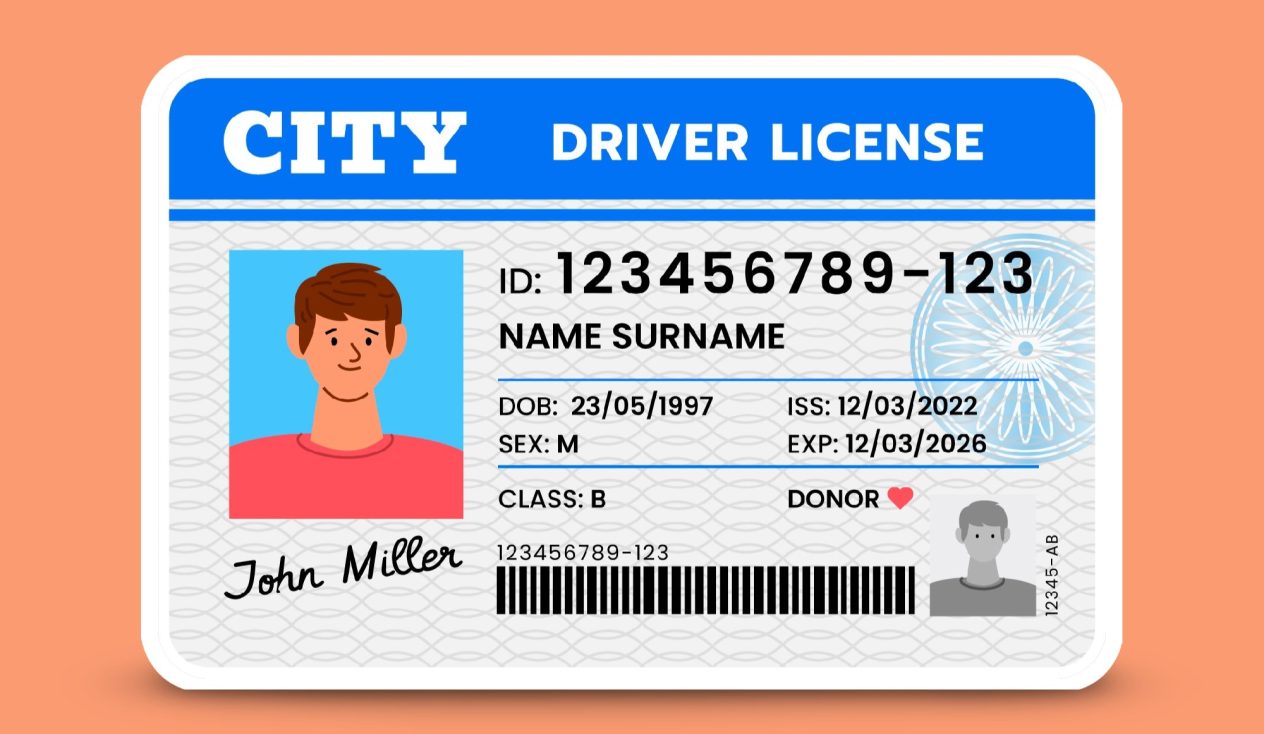 CITY DRIVER LICENSE
ID: 123456789-123
NAME SURNAME
DOB: 23/05/1997 ISS: 12/03/2022
SEX: M EXP: 12/03/2026
CLASS: B DONOR
John Miller
123456789-123
12345-AB